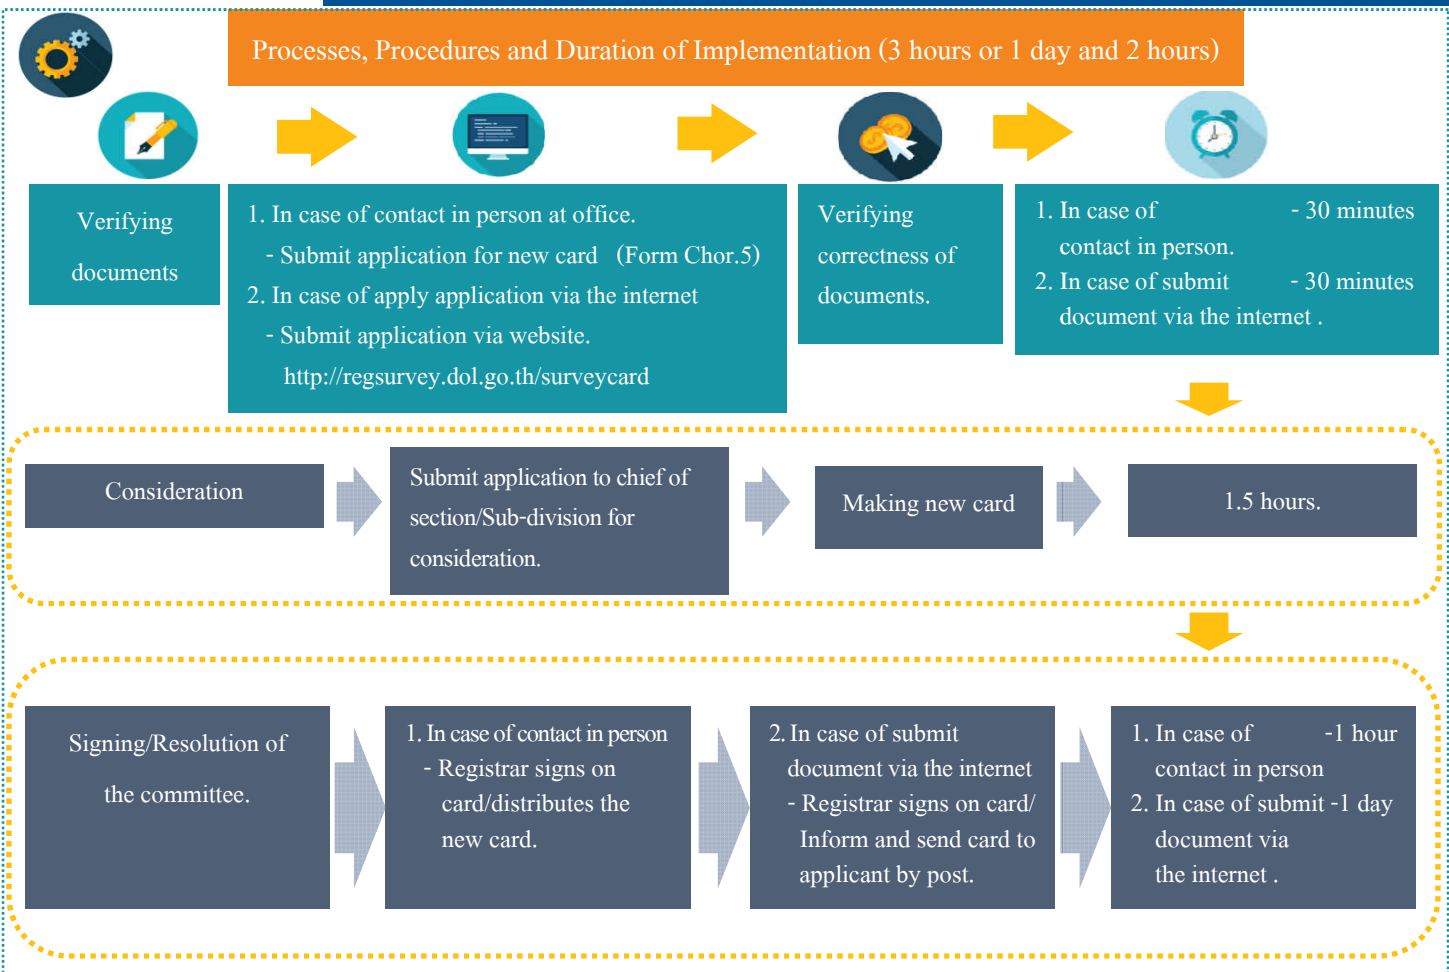 Processes, Procedures and Duration of Implementation (3 hours or 1 day and 2 hours)
Verifying
documents
1. In case of contact in person at office.
- Submit application for new card (Form Chor.5)
2. In case of apply application via the internet
- Submit application via website.
http://regsurvey.dol.go.th/surveycard
Verifying
correctness of
documents.
1. In case of - 30 minutes
contact in person.
2. In case of submit - 30 minutes
document via the internet .
Consideration
Submit application to chief of
section/Sub-division for
consideration.
Making new card
1.5 hours.
Signing/Resolution of
the committee.
1. In case of contact in person
- Registrar signs on
card/distributes the
new card.
2. In case of submit
document via the internet
- Registrar signs on card/
Inform and send card to
applicant by post.
1. In case of -1 hour
contact in person
2. In case of submit -1 day
document via
the internet .